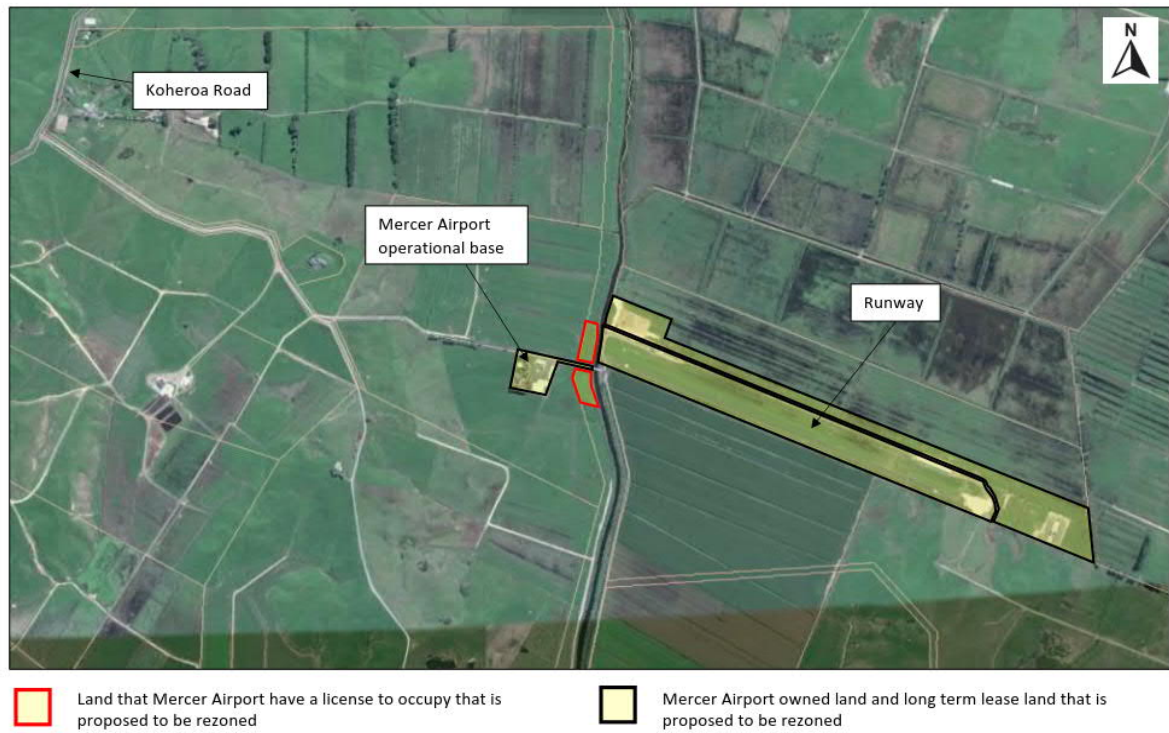 N
Koheroa Road
Mercer Airport
operational base
Runway
Land that Mercer Airport have a license to occupy that is
proposed to be rezoned
Mercer Airport owned land and long term lease land that is
proposed to be rezoned